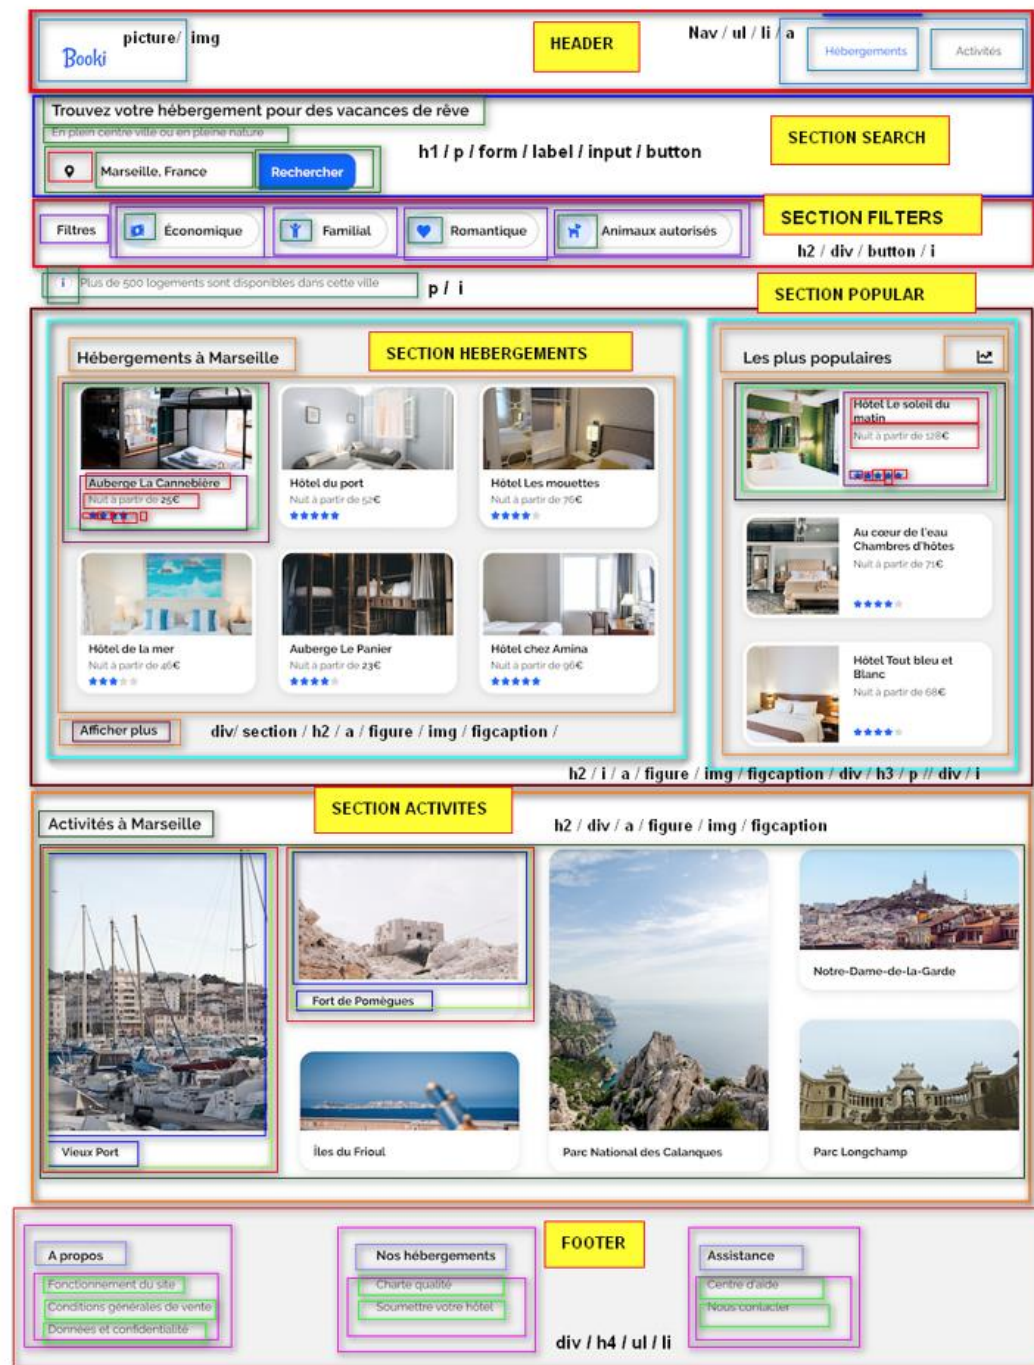 Booki
picture/ img
HEADER
Nav / ul / li / a
Hébergements
Activités
Trouvez votre hébergement pour des vacances de rêve
En plein centre ville ou en pleine nature
Marseille, France
Rechercher
h1 / p / form / label / input / button
SECTION SEARCH
Filtres
Économique
Familial
Romantique
Animaux autorisés
SECTION FILTERS
h2 / div / button / i
i Plus de 500 logements sont disponibles dans cette ville
p / i
SECTION POPULAR
Hébergements à Marseille
SECTION HEBERGEMENTS
Auberge La Cannebière
Nuit à partir de 25€
Hôtel du port
Nuit à partir de 52€
Hôtel Les mouettes
Nuit à partir de 76€
Hôtel de la mer
Nuit à partir de 46€
Auberge Le Panier
Nuit à partir de 23€
Hôtel chez Amina
Nuit à partir de 96€
Afficher plus
div/ section / h2 / a / figure / img / figcaption /
Les plus populaires
Hôtel Le soleil du
matin
Nuit à partir de 128€
Au cœur de l'eau
Chambres d'hôtes
Nuit à partir de 71€
Hôtel Tout bleu et
Blanc
Nuit à partir de 68€
h2 / i / a / figure / img / figcaption / div / h3 / p // div / i
SECTION ACTIVITES
Activités à Marseille
h2 / div / a / figure / img / figcaption
Vieux Port
Fort de Pomègues
Îles du Frioul
Parc National des Calanques
Notre-Dame-de-la-Garde
Parc Longchamp
FOOTER
A propos
Fonctionnement du site
Conditions générales de vente
Données et confidentialité
Nos hébergements
Charte qualité
Soumettre votre hôtel
Assistance
Centre d'aide
Nous contacter
div / h4 / ul / li